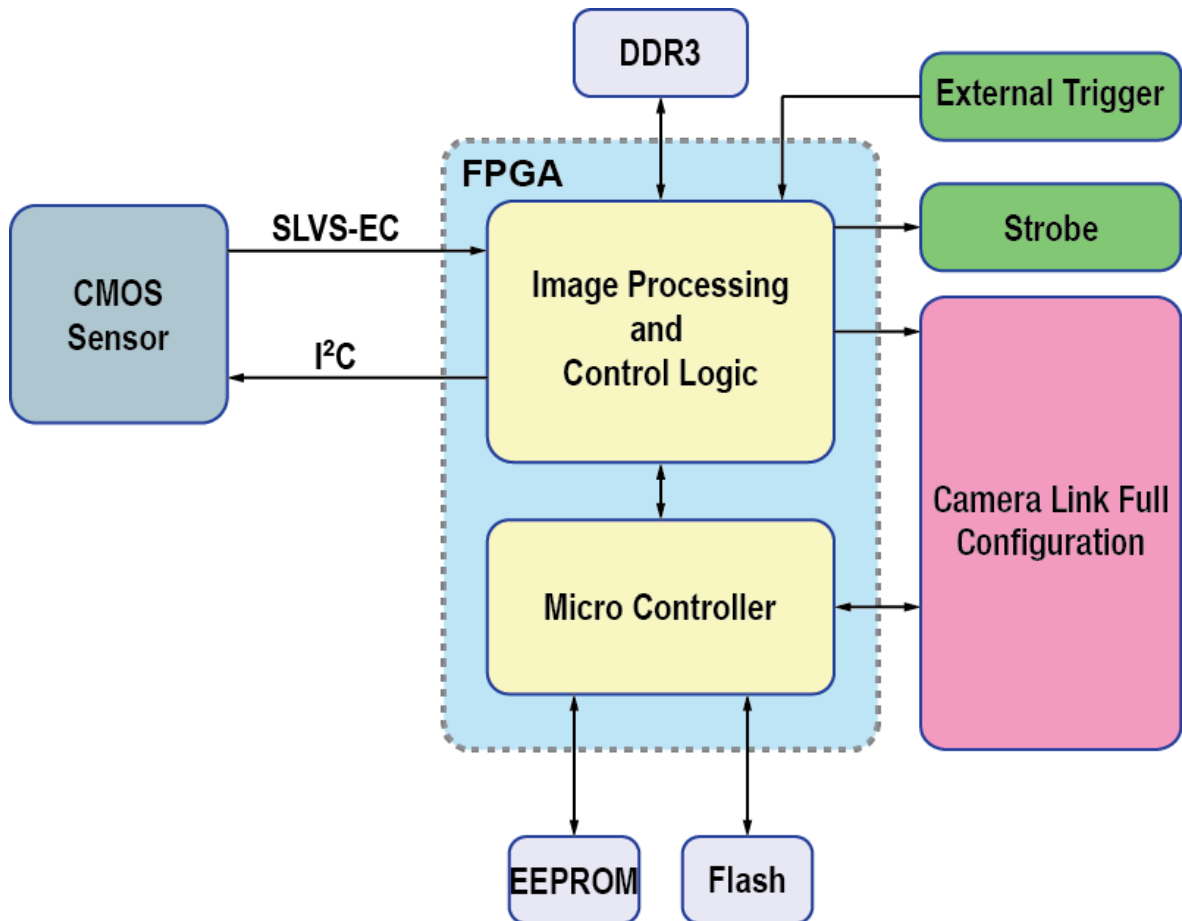 DDR3
External Trigger
FPGA
SLVS-EC
Strobe
CMOS
Sensor
Image Processing
and
Control Logic
I²C
Camera Link Full
Configuration
Micro Controller
EEPROM
Flash